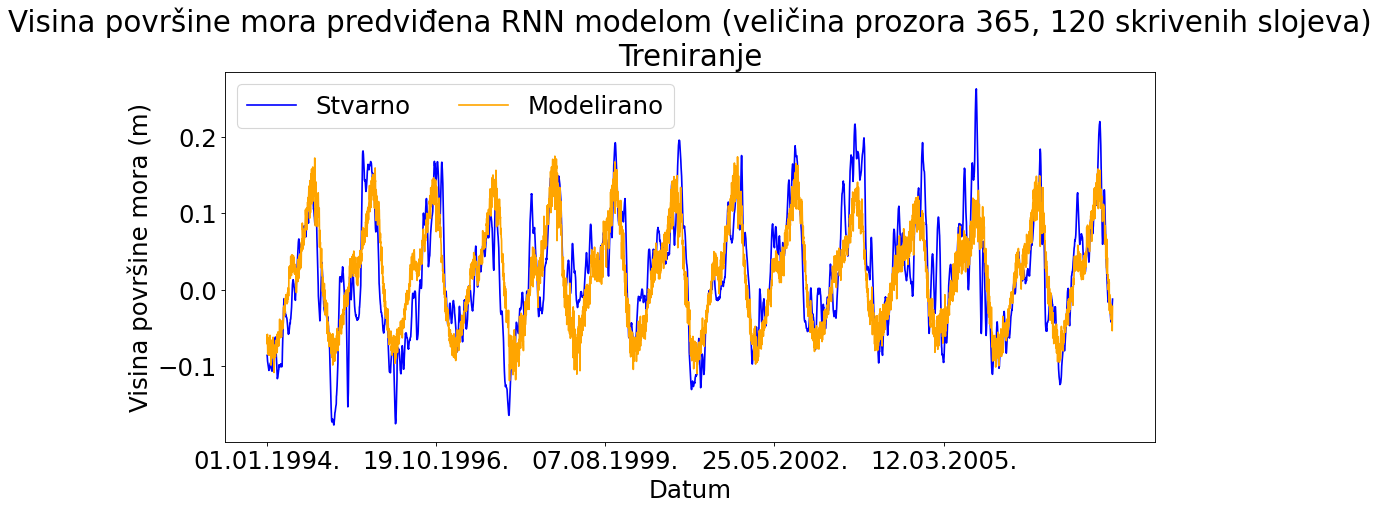 Visina površine mora predviđena RNN modelom (veličina prozora 365, 120 skrivenih slojeva)
Treniranje
Stvarno
Modelirano
Visina površine mora (m)
0.2
0.1
0.0
−0.1
01.01.1994.
19.10.1996.
07.08.1999.
25.05.2002.
12.03.2005.
Datum